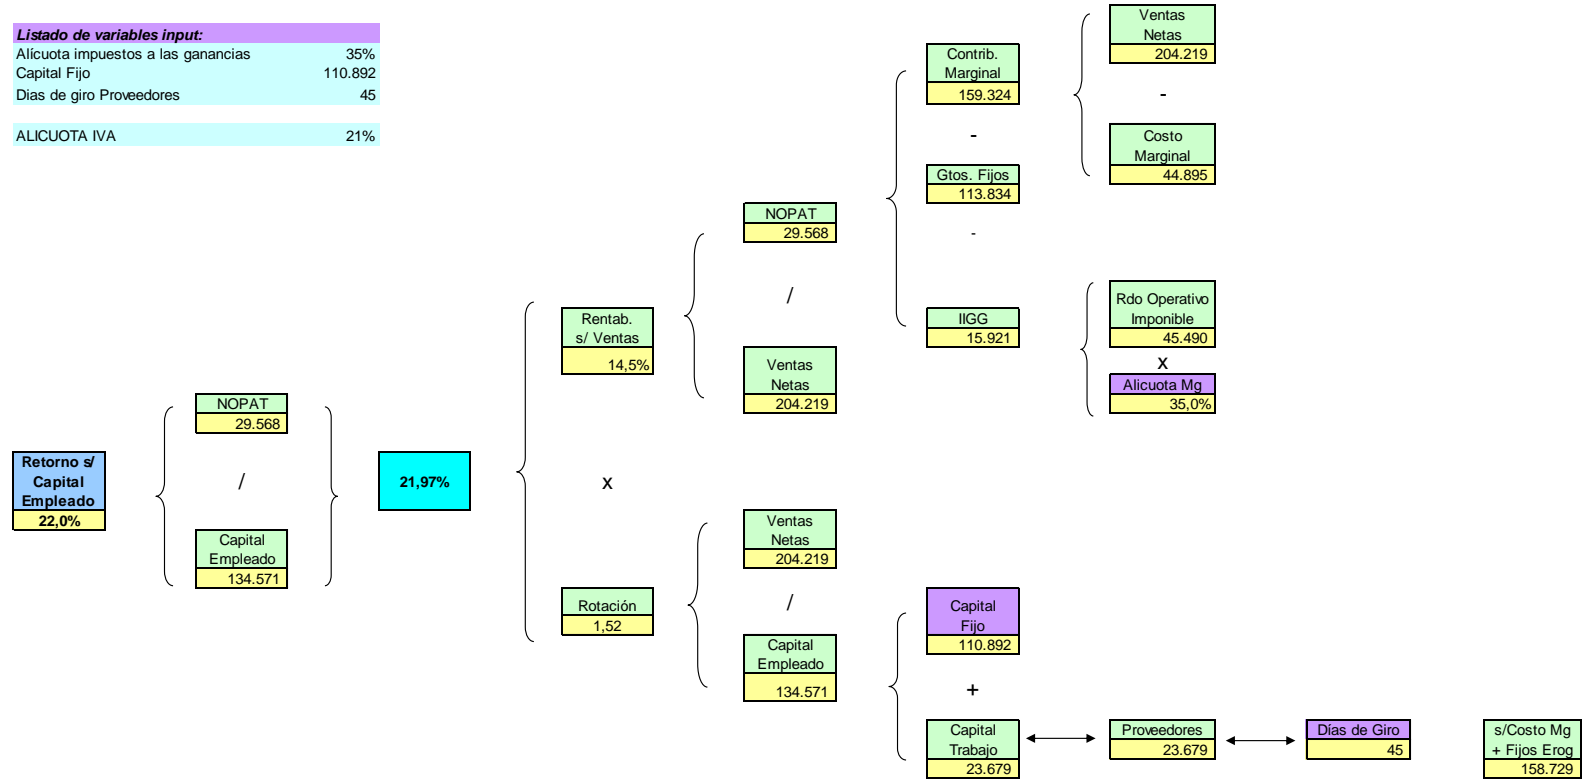 Listado de variables input:
Alícuota impuestos a las ganancias 35%
Capital Fijo 110.892
Dias de giro Proveedores 45
ALICUOTA IVA 21%
Retorno s/
Capital
Empleado
22,0%
NOPAT
29.568
/
Capital
Empleado
134.571
21,97%
Rentab.
s/ Ventas
14,5%
x
Rotación
1,52
NOPAT
29.568
/
Ventas
Netas
204.219
Ventas
Netas
204.219
/
Capital
Empleado
134.571
Contrib.
Marginal
159.324
-
Gtos. Fijos
113.834
-
IIGG
15.921
Ventas
Netas
204.219
-
Costo
Marginal
44.895
Rdo Operativo
Imponible
45.490
x
Alicuota Mg
35,0%
Capital
Fijo
110.892
+
Capital
Trabajo
23.679
Proveedores
23.679
Días de Giro
45
s/Costo Mg
+ Fijos Erog
158.729